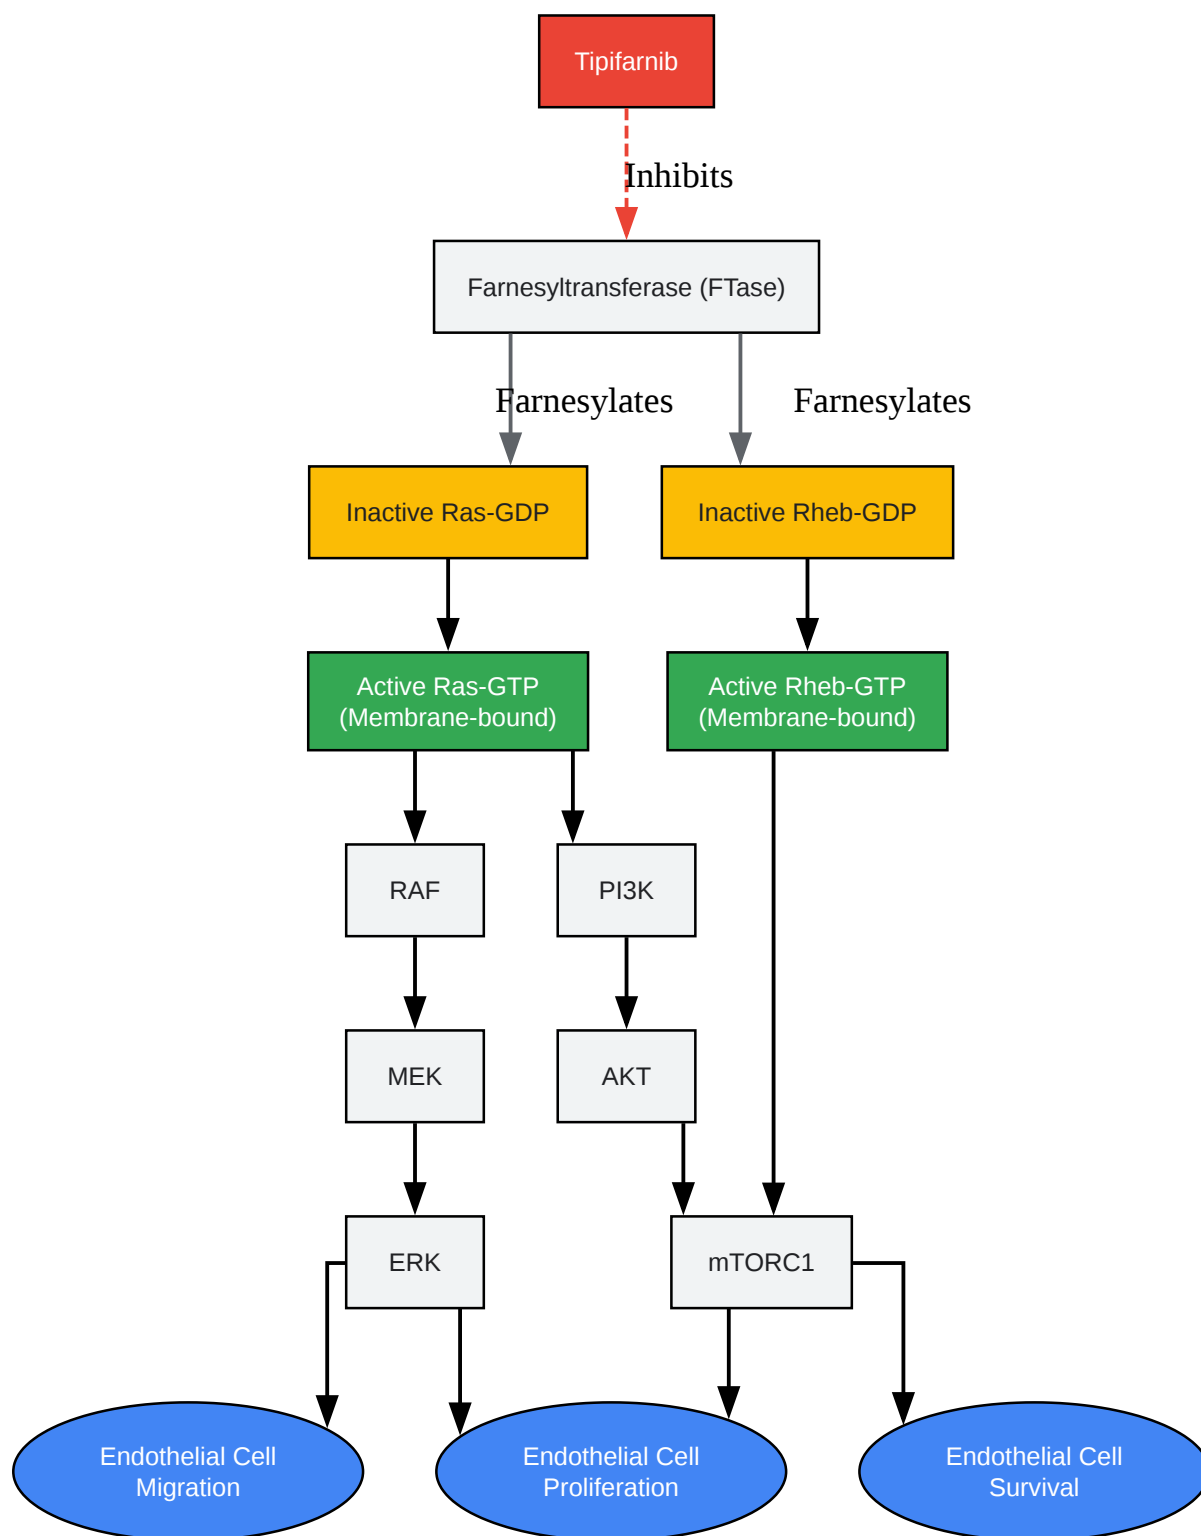 Tipifarnib
Inhibits
Farnesyltransferase (FTase)
Farnesylates
Farnesylates
Inactive Ras-GDP
Inactive Rheb-GDP
Active Ras-GTP
(Membrane-bound)
Active Rheb-GTP
(Membrane-bound)
RAF
PI3K
MEK
AKT
ERK
mTORC1
Endothelial Cell
Migration
Endothelial Cell
Proliferation
Endothelial Cell
Survival